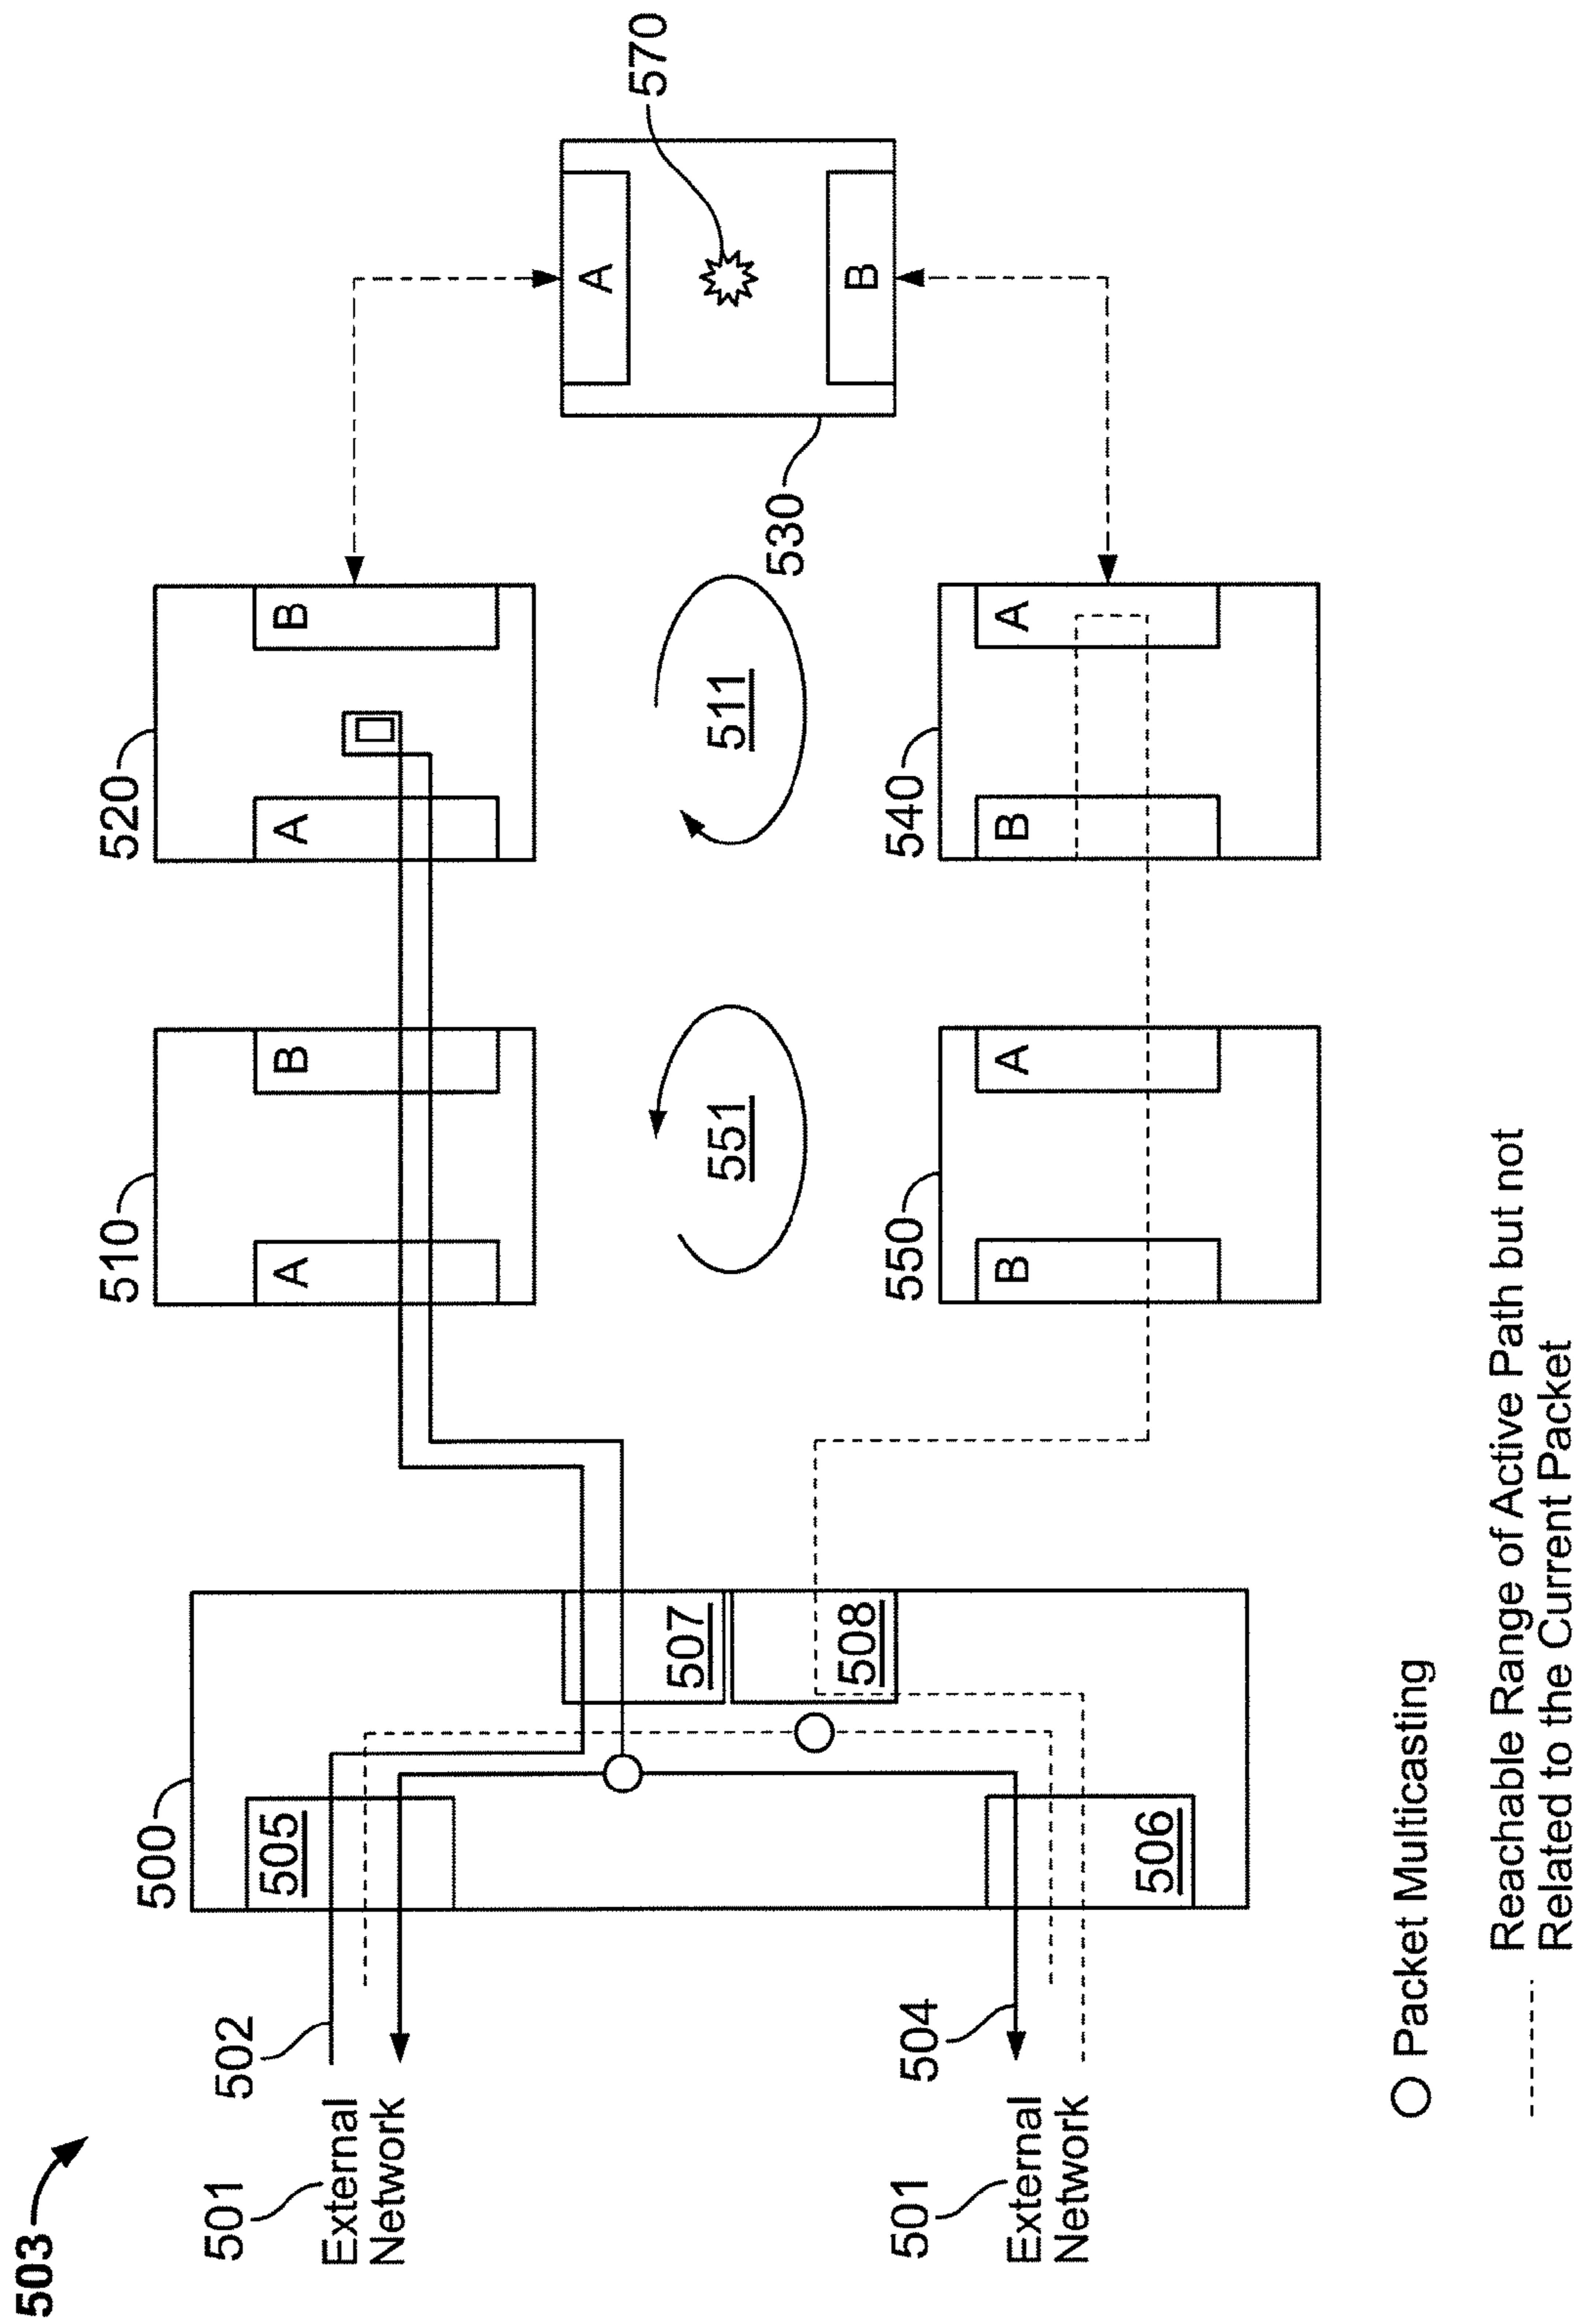 503
501
External
Network
502
500
505
507
510
A
B
520
A
B
570
A
B
530
551
511
501
External
Network
504
506
508
550
B
A
540
B
A
Packet Multicasting
Reachable Range of Active Path but not
Related to the Current Packet